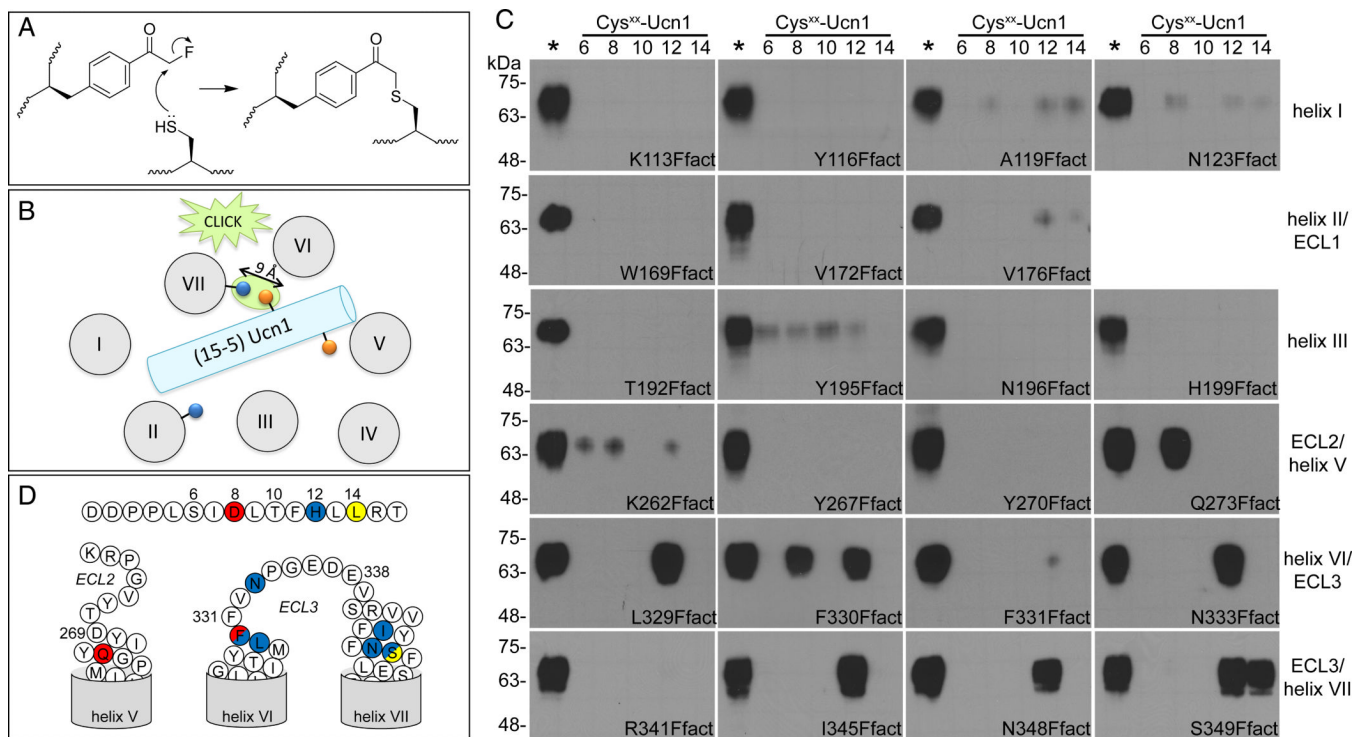 A
O
F
HS
O
S
B
CLICK
VI
9 Å
VII
(15-5) Ucn1
I
V
II
III
IV
C
Cysxx-Ucn1 Cysxx-Ucn1 Cysxx-Ucn1 Cysxx-Ucn1
* 6 8 10 12 14 * 6 8 10 12 14 * 6 8 10 12 14 * 6 8 10 12 14
kDa
75-
63-
48-
K113Ffact Y116Ffact A119Ffact N123Ffact
helix I
75-
63-
48-
W169Ffact V172Ffact V176Ffact
helix II/
ECL1
75-
63-
48-
T192Ffact Y195Ffact N196Ffact H199Ffact
helix III
75-
63-
48-
K262Ffact Y267Ffact Y270Ffact Q273Ffact
ECL2/
helix V
75-
63-
48-
L329Ffact F330Ffact F331Ffact N333Ffact
helix VI/
ECL3
75-
63-
48-
R341Ffact I345Ffact N348Ffact S349Ffact
ECL3/
helix VII
D
6 8 10 12 14
D D P P L S I D L T F H L L R T
K R P
ECL2
G
V
Y
T
269 D Y I
Y Q G P
M
helix V
N P G E D E 338
V
ECL3
331 F
F L M
Y T I
helix VI
V
S R V V
F I Y
F N S F
L E S
helix VII